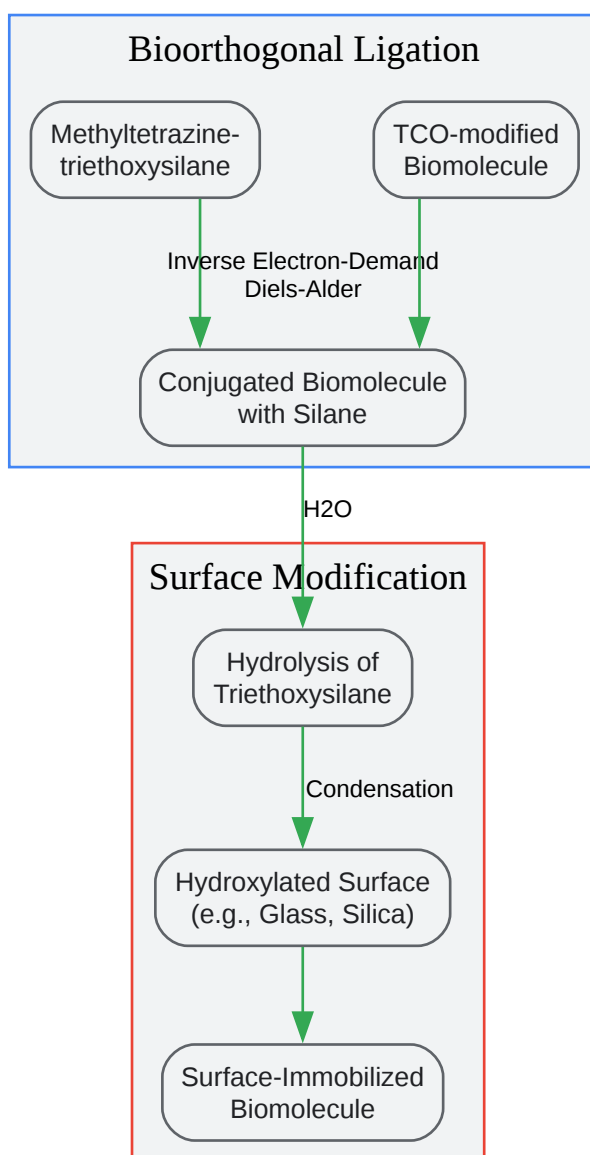 Bioorthogonal Ligation
Methyltetrazine-
triethoxysilane
TCO-modified
Biomolecule
Inverse Electron-Demand
Diels-Alder
Conjugated Biomolecule
with Silane
H2O
Surface Modification
Hydrolysis of
Triethoxysilane
Condensation
Hydroxylated Surface
(e.g., Glass, Silica)
Surface-Immobilized
Biomolecule